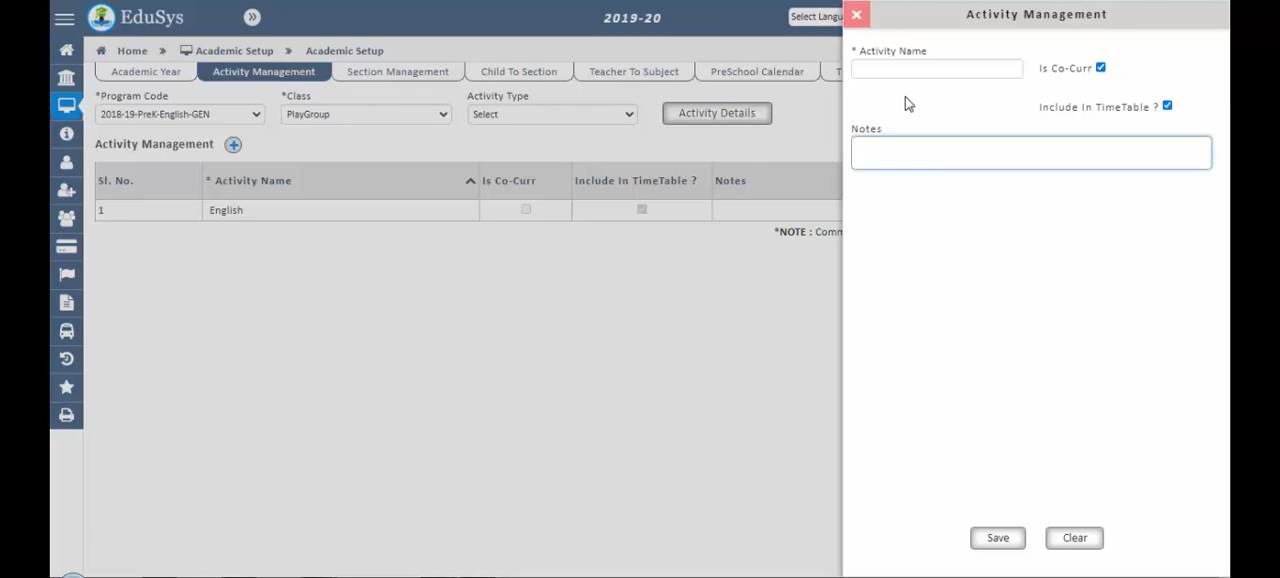 EduSys
2019-20
Select Langu
Home » Academic Setup » Academic Setup
Academic Year
Activity Management
Section Management
Child To Section
Teacher To Subject
PreSchool Calendar
T
*Program Code
*Class
Activity Type
2018-19-PreK-English-GEN
PlayGroup
Select
Activity Details
Activity Management
Sl. No. * Activity Name Is Co-Curr Include In TimeTable ? Notes
1 English
*NOTE : Comm
Activity Management
* Activity Name
Is Co-Curr
Include In TimeTable ?
Notes
Save
Clear